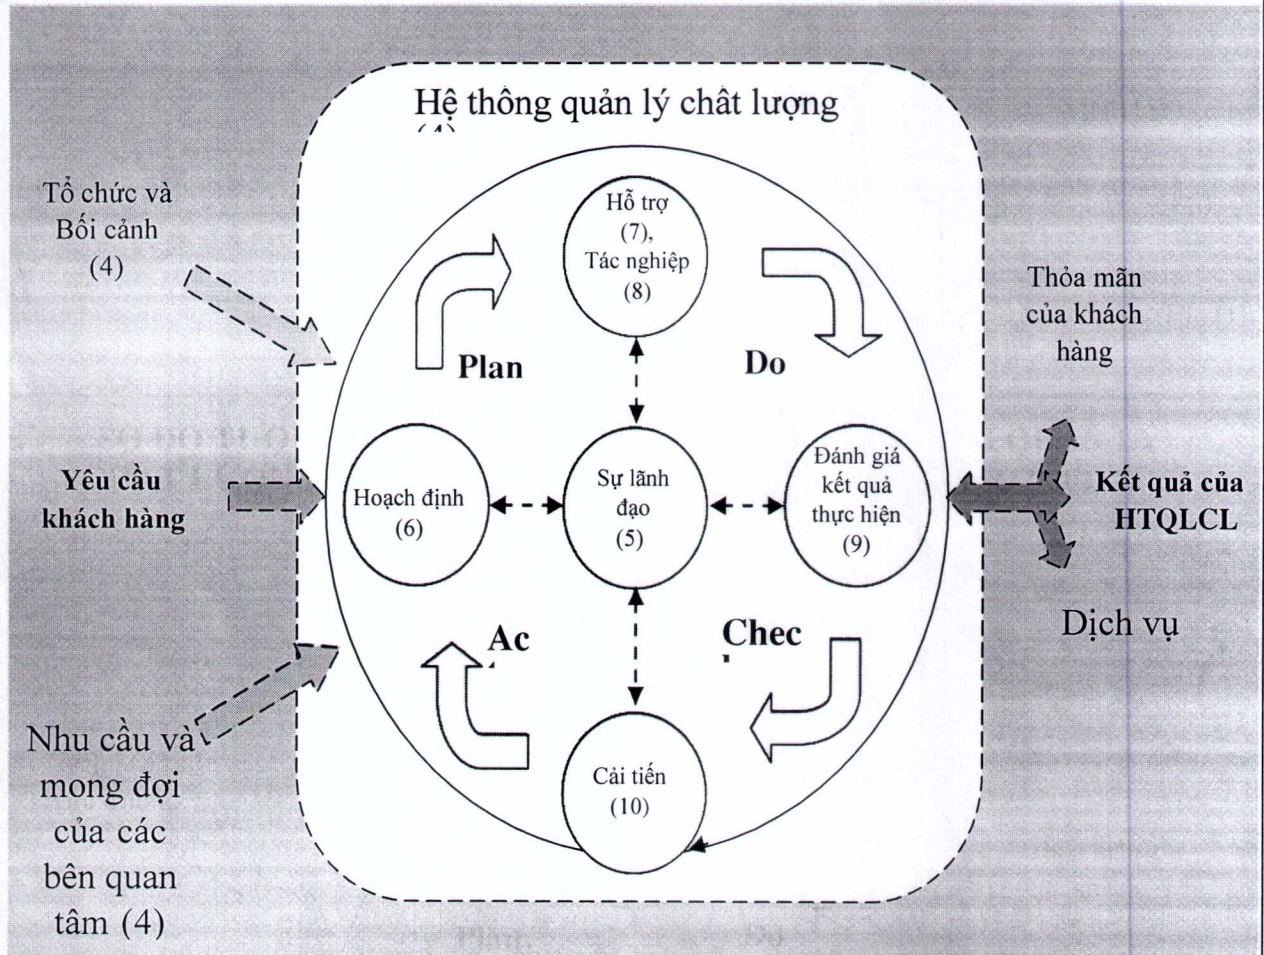 Hệ thông quản lý chât lượng
(4)
Tổ chức và
Bối cảnh
(4)
Hỗ trợ
(7),
Tác nghiệp
(8)
Thỏa mãn
của khách
hàng
Plan
Do
Yêu cầu
khách hàng
Hoạch định
(6)
Sự lãnh
đạo
(5)
Đánh giá
kết quả
thực hiện
(9)
Kết quả của
HTQLCL
Ac
Chec
Dịch vụ
Nhu cầu và
mong đợi
của các
bên quan
tâm (4)
Cải tiến
(10)